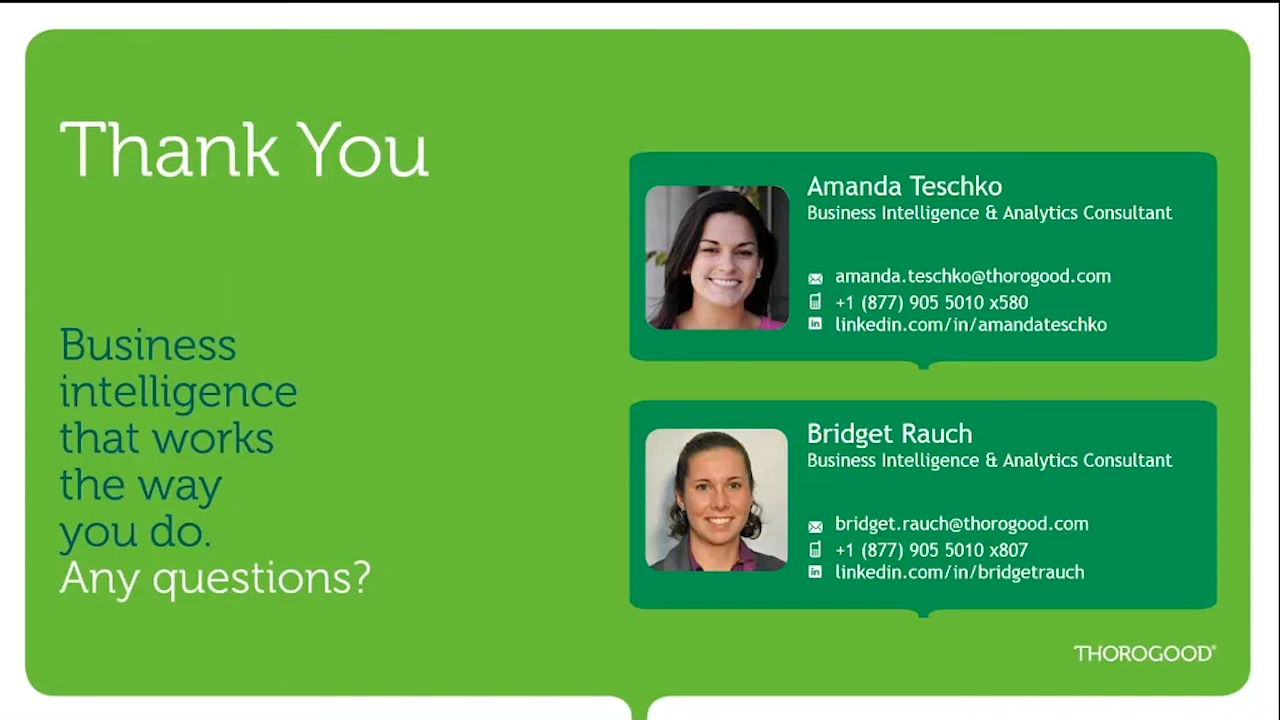 Thank You
Business
intelligence
that works
the way
you do.
Any questions?
Amanda Teschko
Business Intelligence & Analytics Consultant
amanda.teschko@thorogood.com
+1 (877) 905 5010 x580
linkedin.com/in/amandateschko
Bridget Rauch
Business Intelligence & Analytics Consultant
bridget.rauch@thorogood.com
+1 (877) 905 5010 x807
linkedin.com/in/bridgetrauch
THOROGOOD®